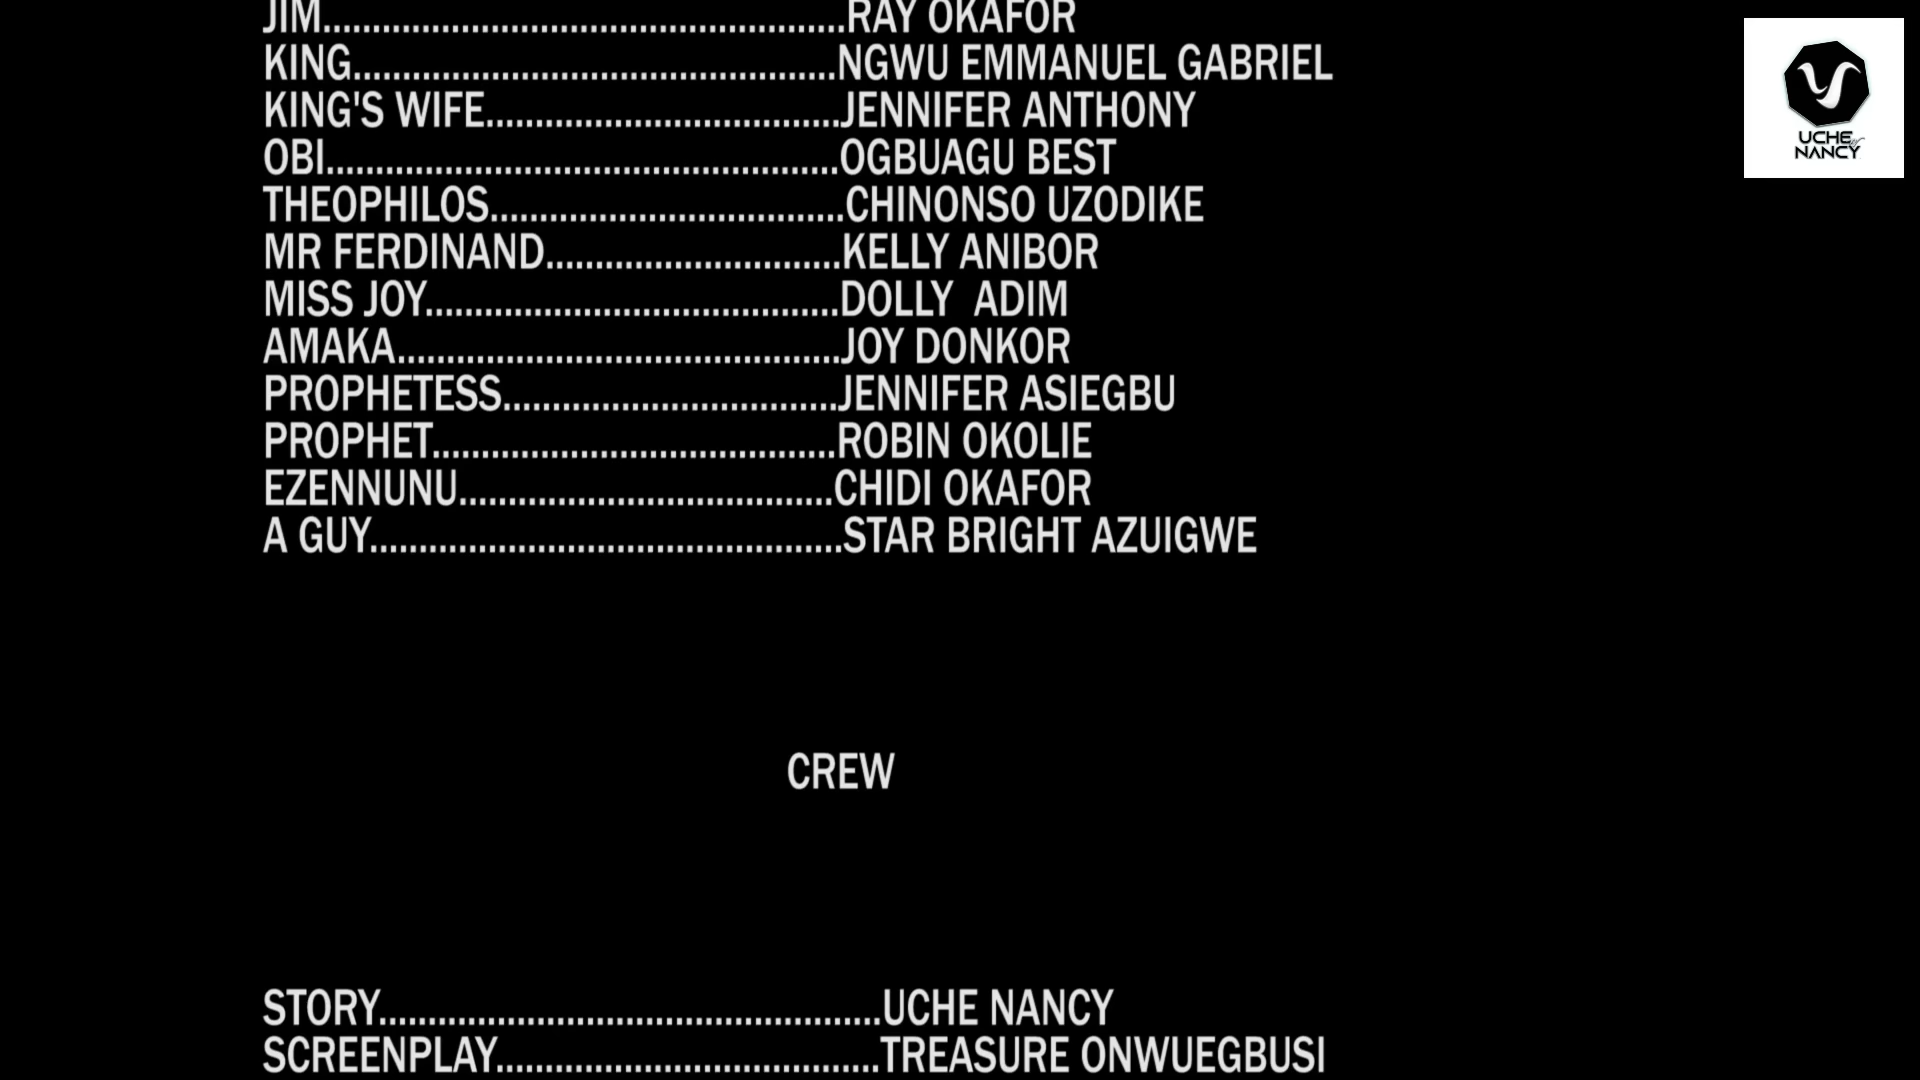 JIM.....................................................RAY OKAFOR
KING.................................................NGWU EMMANUEL GABRIEL
KING'S WIFE....................................JENNIFER ANTHONY
OBI....................................................OGBUAGU BEST
THEOPHILOS....................................CHINONSO UZODIKE
MR FERDINAND..............................KELLY ANIBOR
MISS JOY..........................................DOLLY  ADIM
AMAKA.............................................JOY DONKOR
PROPHETESS..................................JENNIFER ASIEGBU
PROPHET.........................................ROBIN OKOLIE
EZENNUNU......................................CHIDI OKAFOR
A GUY................................................STAR BRIGHT AZUIGWE
CREW
STORY...................................................UCHE NANCY
SCREENPLAY.......................................TREASURE ONWUEGBUSI
UCHE
NANCY